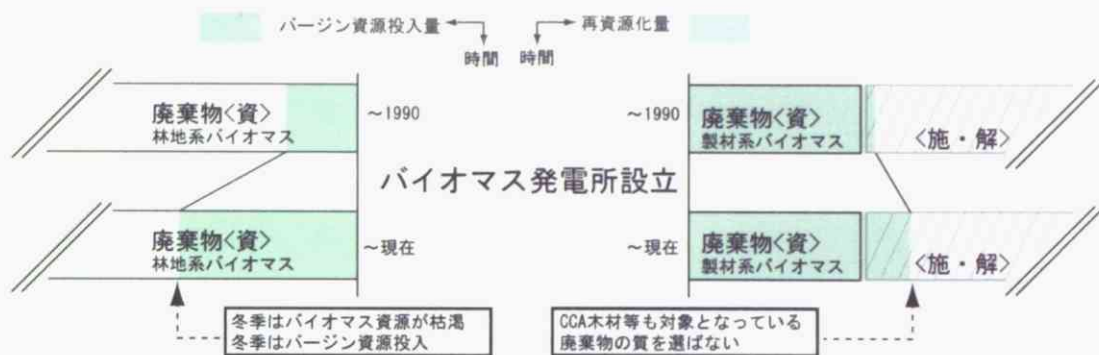 バージン資源投入量
再資源化量
時間
時間
廃棄物<資>
林地系バイオマス
~1990
~1990
廃棄物<資>
製材系バイオマス
<施・解>
バイオマス発電所設立
廃棄物<資>
林地系バイオマス
~現在
~現在
廃棄物<資>
製材系バイオマス
<施・解>
冬季はバイオマス資源が枯渇
冬季はバージン資源投入
CCA木材等も対象となっている
廃棄物の質を選ばない